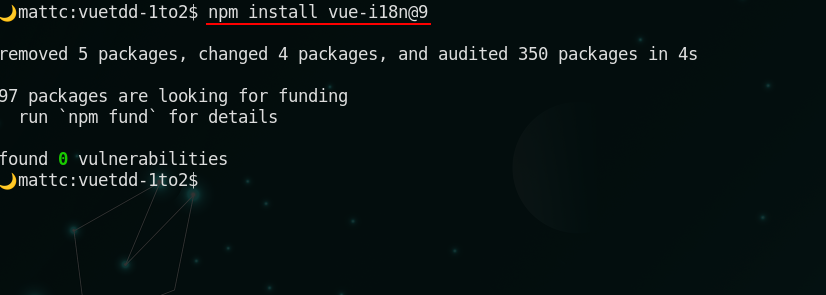 mattc:vuetdd-1to2$ npm install vue-i18n@9
removed 5 packages, changed 4 packages, and audited 350 packages in 4s
97 packages are looking for funding
run `npm fund` for details
found 0 vulnerabilities
mattc:vuetdd-1to2$